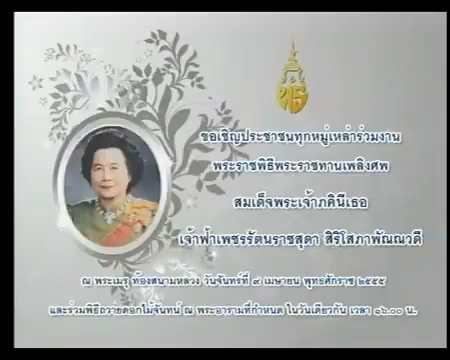 ขอเชิญประชาชนทุกหมู่เหล่าร่วมงาน
พระราชพิธีพระราชทานเพลิงศพ
สมเด็จพระเจ้าภคินีเธอ
เจ้าฟ้าเพชรรัตนราชสุดา สิริโสภาพัณณวดี
ณ พระเมรุ ท้องสนามหลวง วันจันทร์ที่ ๙ เมษายน พุทธศักราช ๒๕๕๕
และร่วมพิธีถวายดอกไม้จันทน์ ณ พระอารามที่กำหนด ในวันเดียวกัน เวลา ๑๖.๐๐ น.